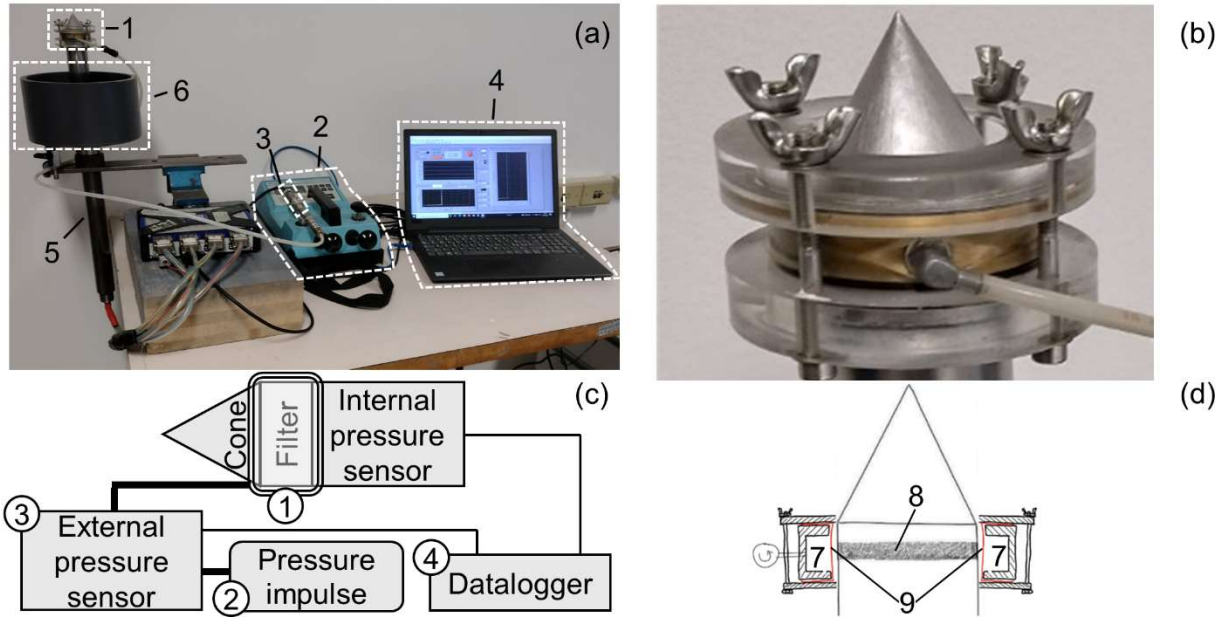 1
(a)
6
4
2
3
5
(b)
(c)
Cone
Filter
Internal
pressure
sensor
1
3
External
pressure
sensor
Pressure
impulse
2
4
Datalogger
(d)
8
7
7
9